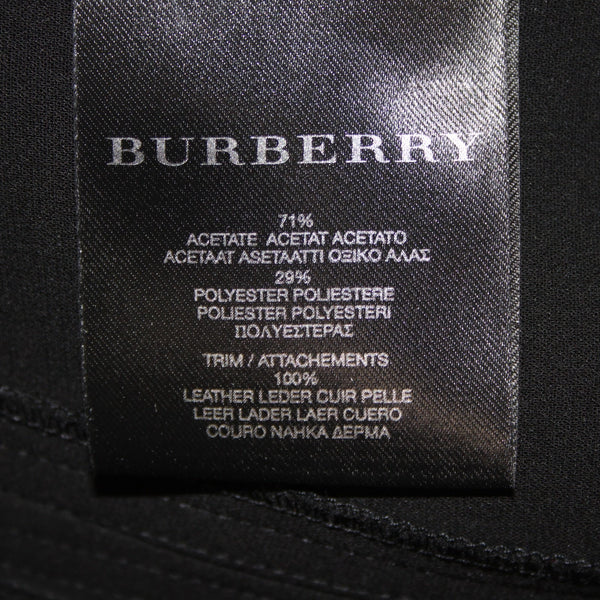 BURBERRY
71%
ACETATE ACETAT ACETATO
ACETAAT ASETAATTI ΟΞΙΚΟ ΑΛΑΣ
29%
POLYESTER POLIESTERE
POLIESTER POLYESTERI
ΠΟΛΥΕΣΤΕΡΑΣ
TRIM / ATTACHEMENTS
100%
LEATHER LEDER CUIR PELLE
LEER LADER LAER CUERO
COURO NAHKA ΔΕΡΜΑ